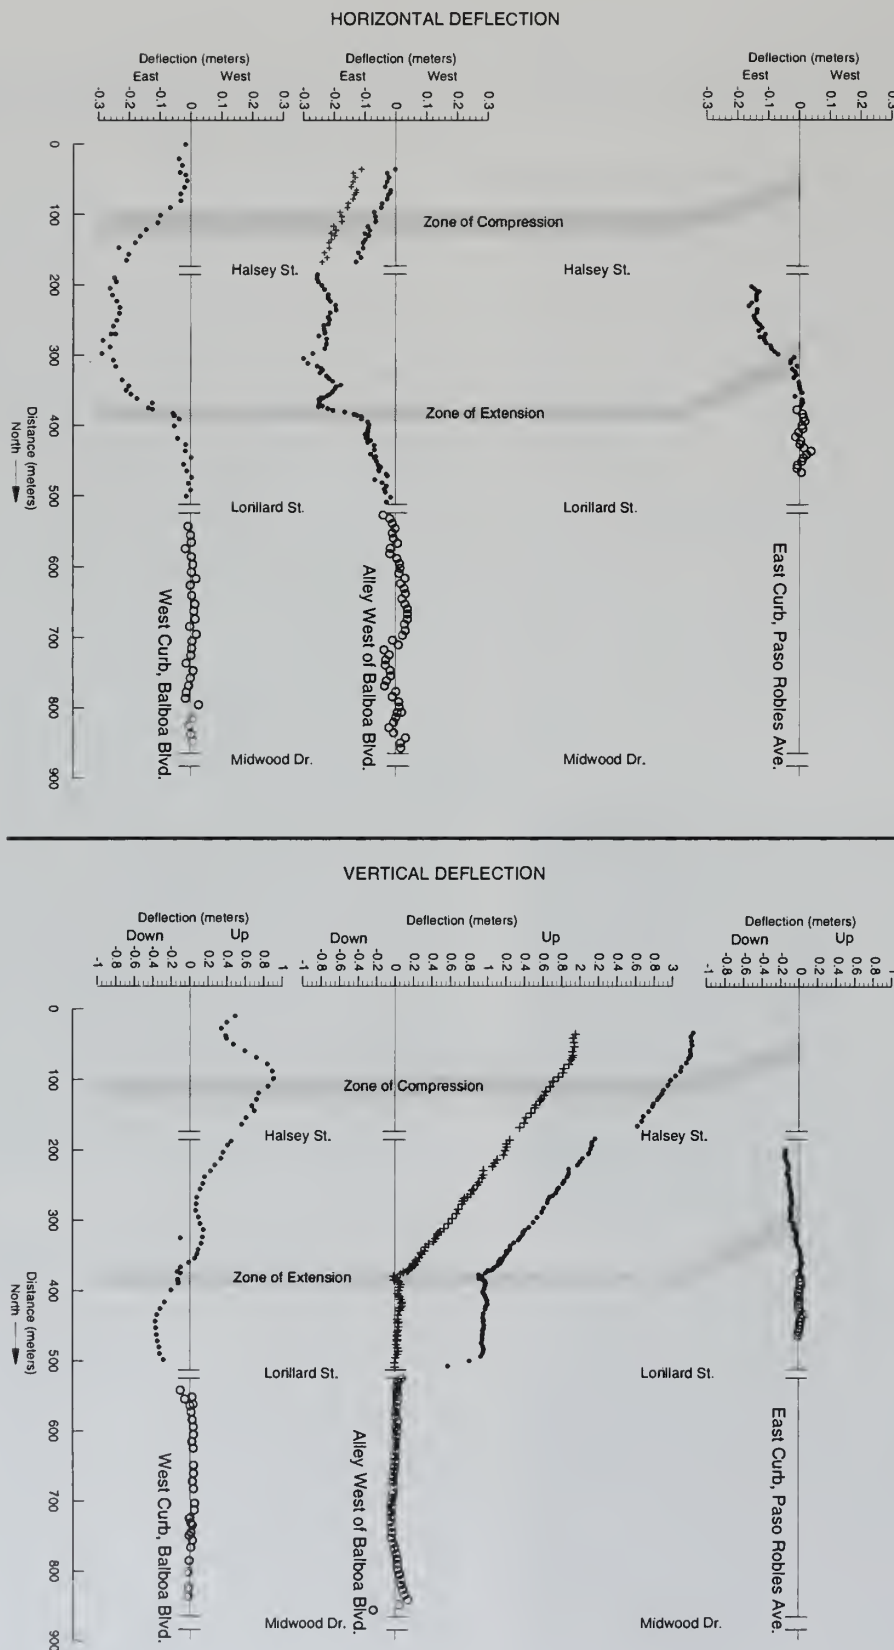 HORIZONTAL DEFLECTION
Deflection (meters)
East West
-0.3 -0.2 -0.1 0 0.1 0.2 0.3
Deflection (meters)
East West
-0.3 -0.2 -0.1 0 0.1 0.2 0.3
Deflection (meters)
East West
-0.3 -0.2 -0.1 0 0.1 0.2 0.3
0 100 200 300 400 500 600 700 800 900
Distance (meters)
North
Zone of Compression
Halsey St.
Halsey St.
Zone of Extension
Lorillard St.
Lorillard St.
West Curb, Balboa Blvd.
Alley West of Balboa Blvd.
East Curb, Paso Robles Ave.
Midwood Dr.
Midwood Dr.
VERTICAL DEFLECTION
Deflection (meters)
Down Up
-1 -0.8 -0.6 -0.4 -0.2 0 0.2 0.4 0.6 0.8 1
Deflection (meters)
Down Up
-1 -0.8 -0.6 -0.4 -0.2 0 0.2 0.4 0.6 0.8 1 1.2 1.4 1.6 1.8 2 2.2 2.4 2.6 2.8 3
Deflection (meters)
Down Up
-1 -0.8 -0.6 -0.4 -0.2 0 0.2 0.4 0.6 0.8 1
0 100 200 300 400 500 600 700 800 900
Distance (meters)
North
Zone of Compression
Halsey St.
Halsey St.
Zone of Extension
Lorillard St.
Lorillard St.
West Curb, Balboa Blvd.
Alley West of Balboa Blvd.
East Curb, Paso Robles Ave.
Midwood Dr.
Midwood Dr.